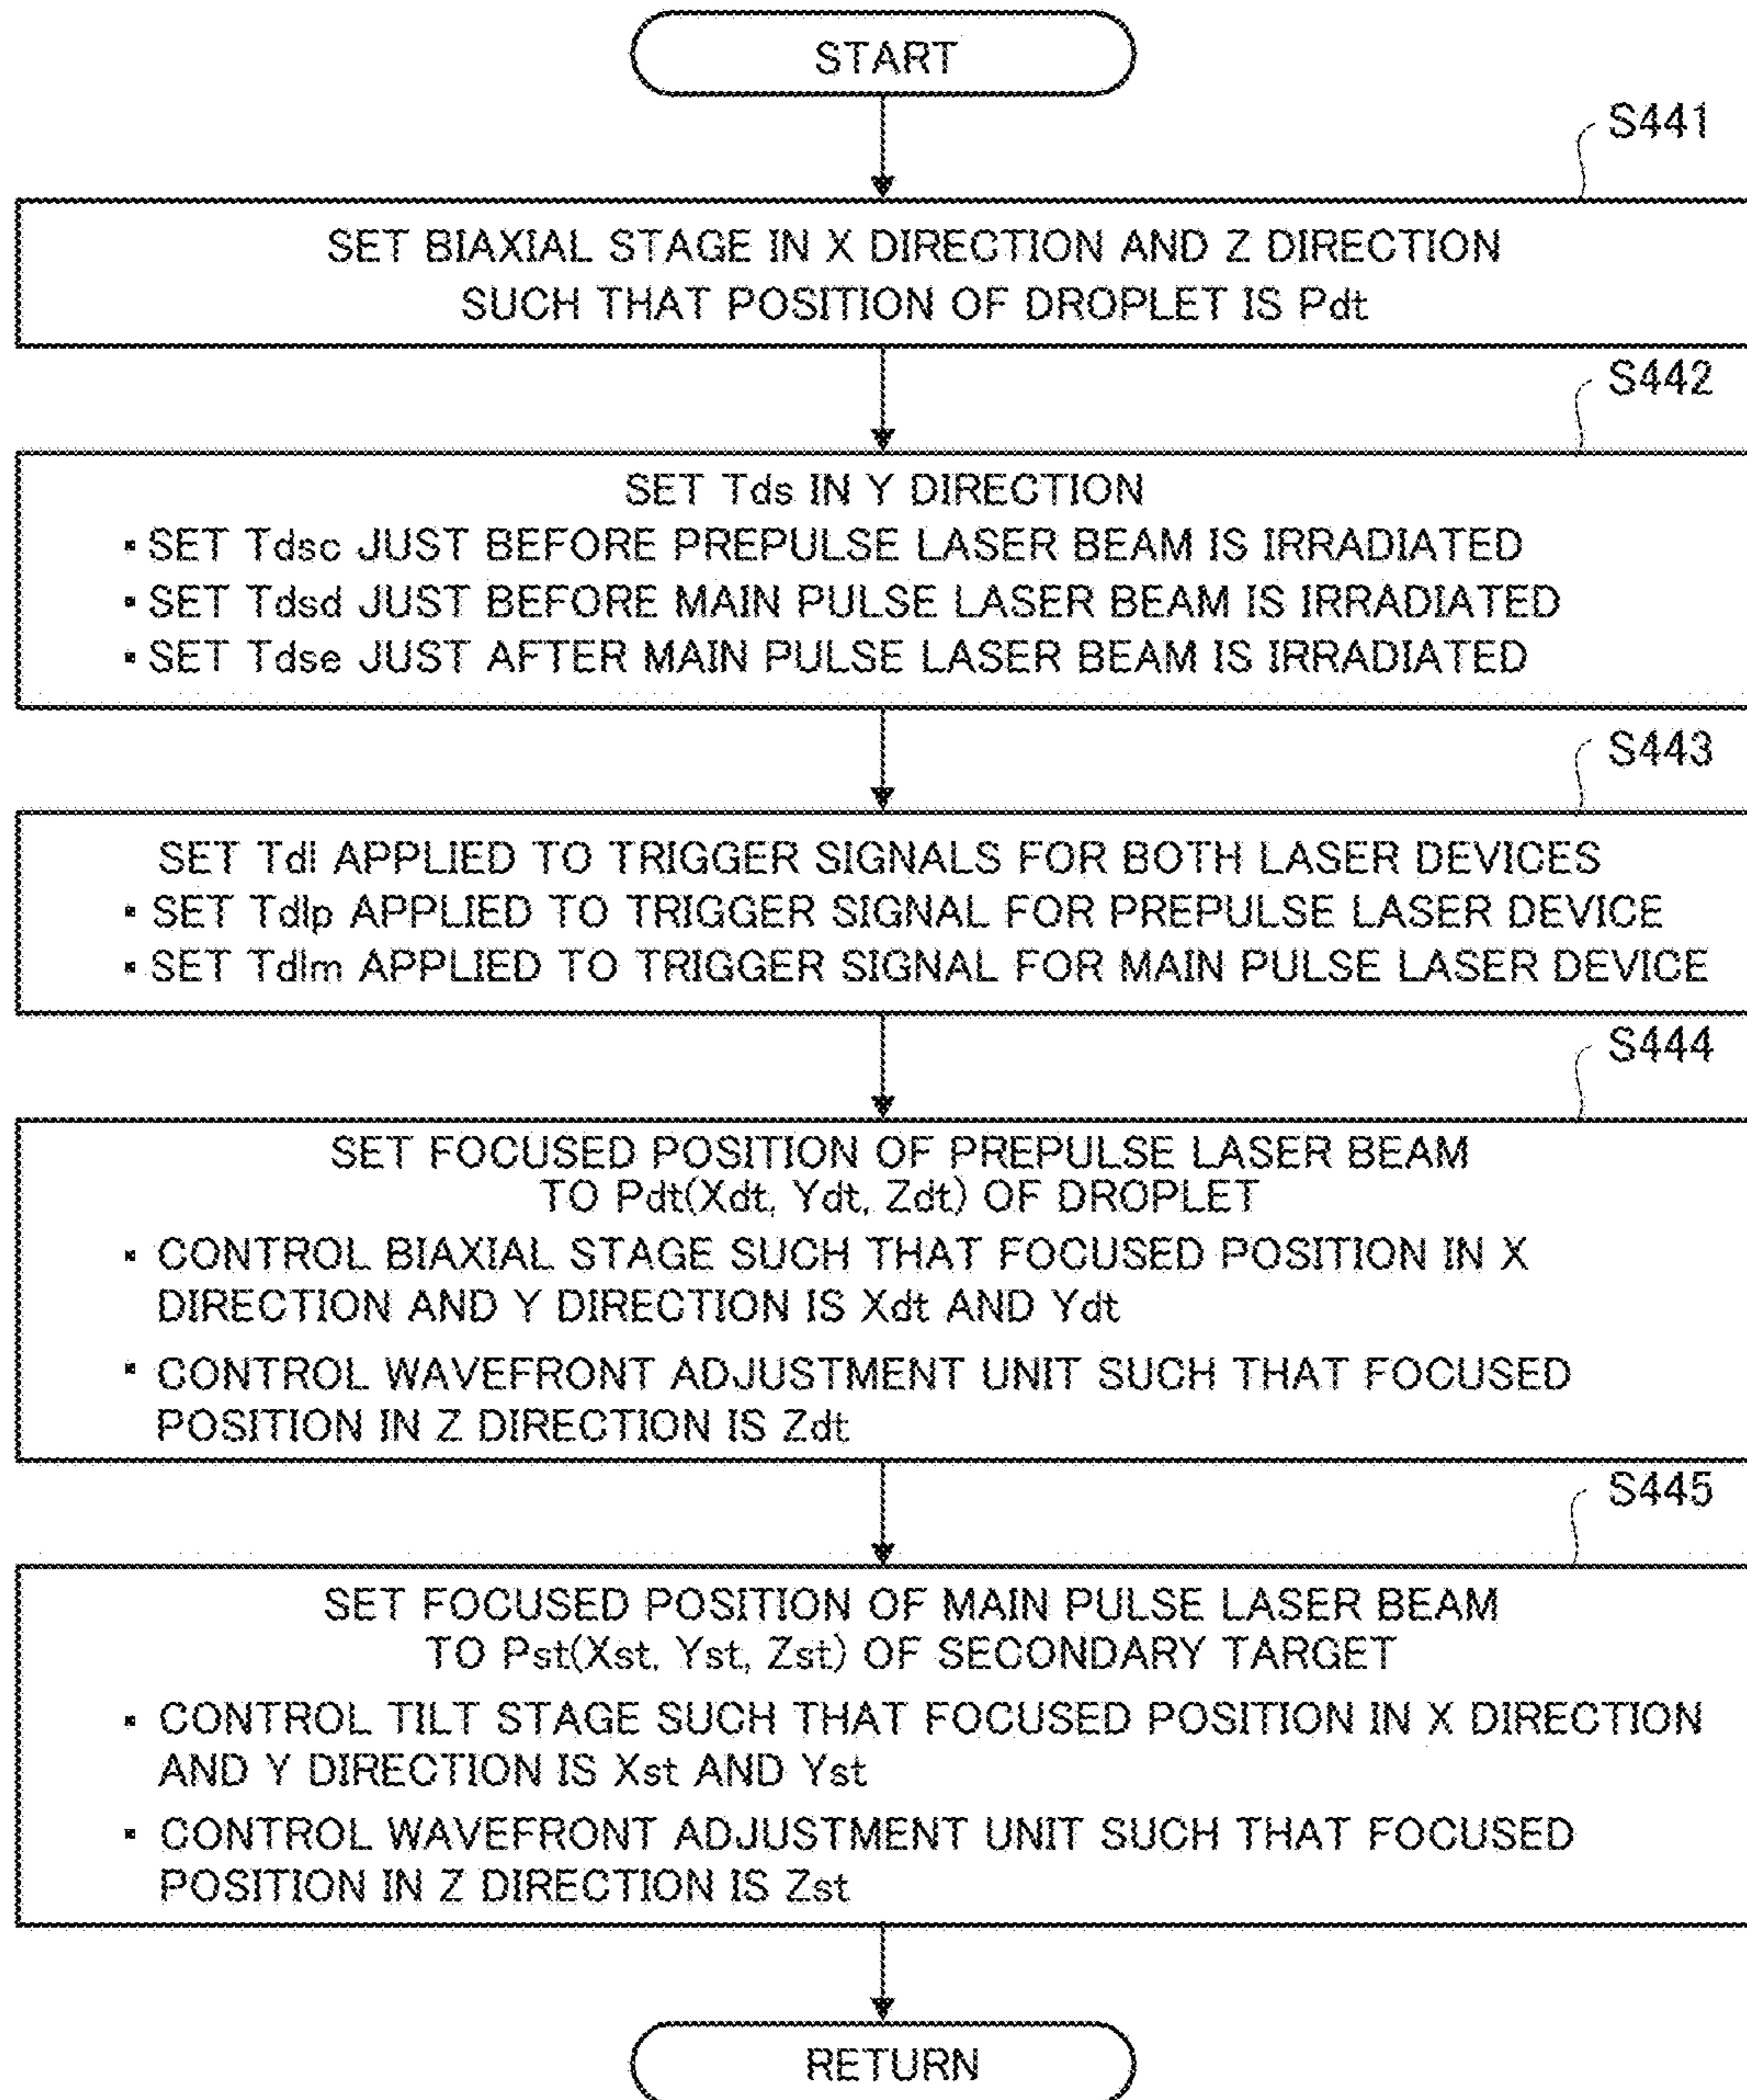 START
S441
SET BIAXIAL STAGE IN X DIRECTION AND Z DIRECTION
SUCH THAT POSITION OF DROPLET IS Pdt
S442
SET Tds IN Y DIRECTION
▪ SET Tdsc JUST BEFORE PREPULSE LASER BEAM IS IRRADIATED
▪ SET Tdsd JUST BEFORE MAIN PULSE LASER BEAM IS IRRADIATED
▪ SET Tdse JUST AFTER MAIN PULSE LASER BEAM IS IRRADIATED
S443
SET Tdl APPLIED TO TRIGGER SIGNALS FOR BOTH LASER DEVICES
▪ SET Tdlp APPLIED TO TRIGGER SIGNAL FOR PREPULSE LASER DEVICE
▪ SET Tdlm APPLIED TO TRIGGER SIGNAL FOR MAIN PULSE LASER DEVICE
S444
SET FOCUSED POSITION OF PREPULSE LASER BEAM
TO Pdt(Xdt, Ydt, Zdt) OF DROPLET
▪ CONTROL BIAXIAL STAGE SUCH THAT FOCUSED POSITION IN X
DIRECTION AND Y DIRECTION IS Xdt AND Ydt
▪ CONTROL WAVEFRONT ADJUSTMENT UNIT SUCH THAT FOCUSED
POSITION IN Z DIRECTION IS Zdt
S445
SET FOCUSED POSITION OF MAIN PULSE LASER BEAM
TO Pst(Xst, Yst, Zst) OF SECONDARY TARGET
▪ CONTROL TILT STAGE SUCH THAT FOCUSED POSITION IN X DIRECTION
AND Y DIRECTION IS Xst AND Yst
▪ CONTROL WAVEFRONT ADJUSTMENT UNIT SUCH THAT FOCUSED
POSITION IN Z DIRECTION IS Zst
RETURN